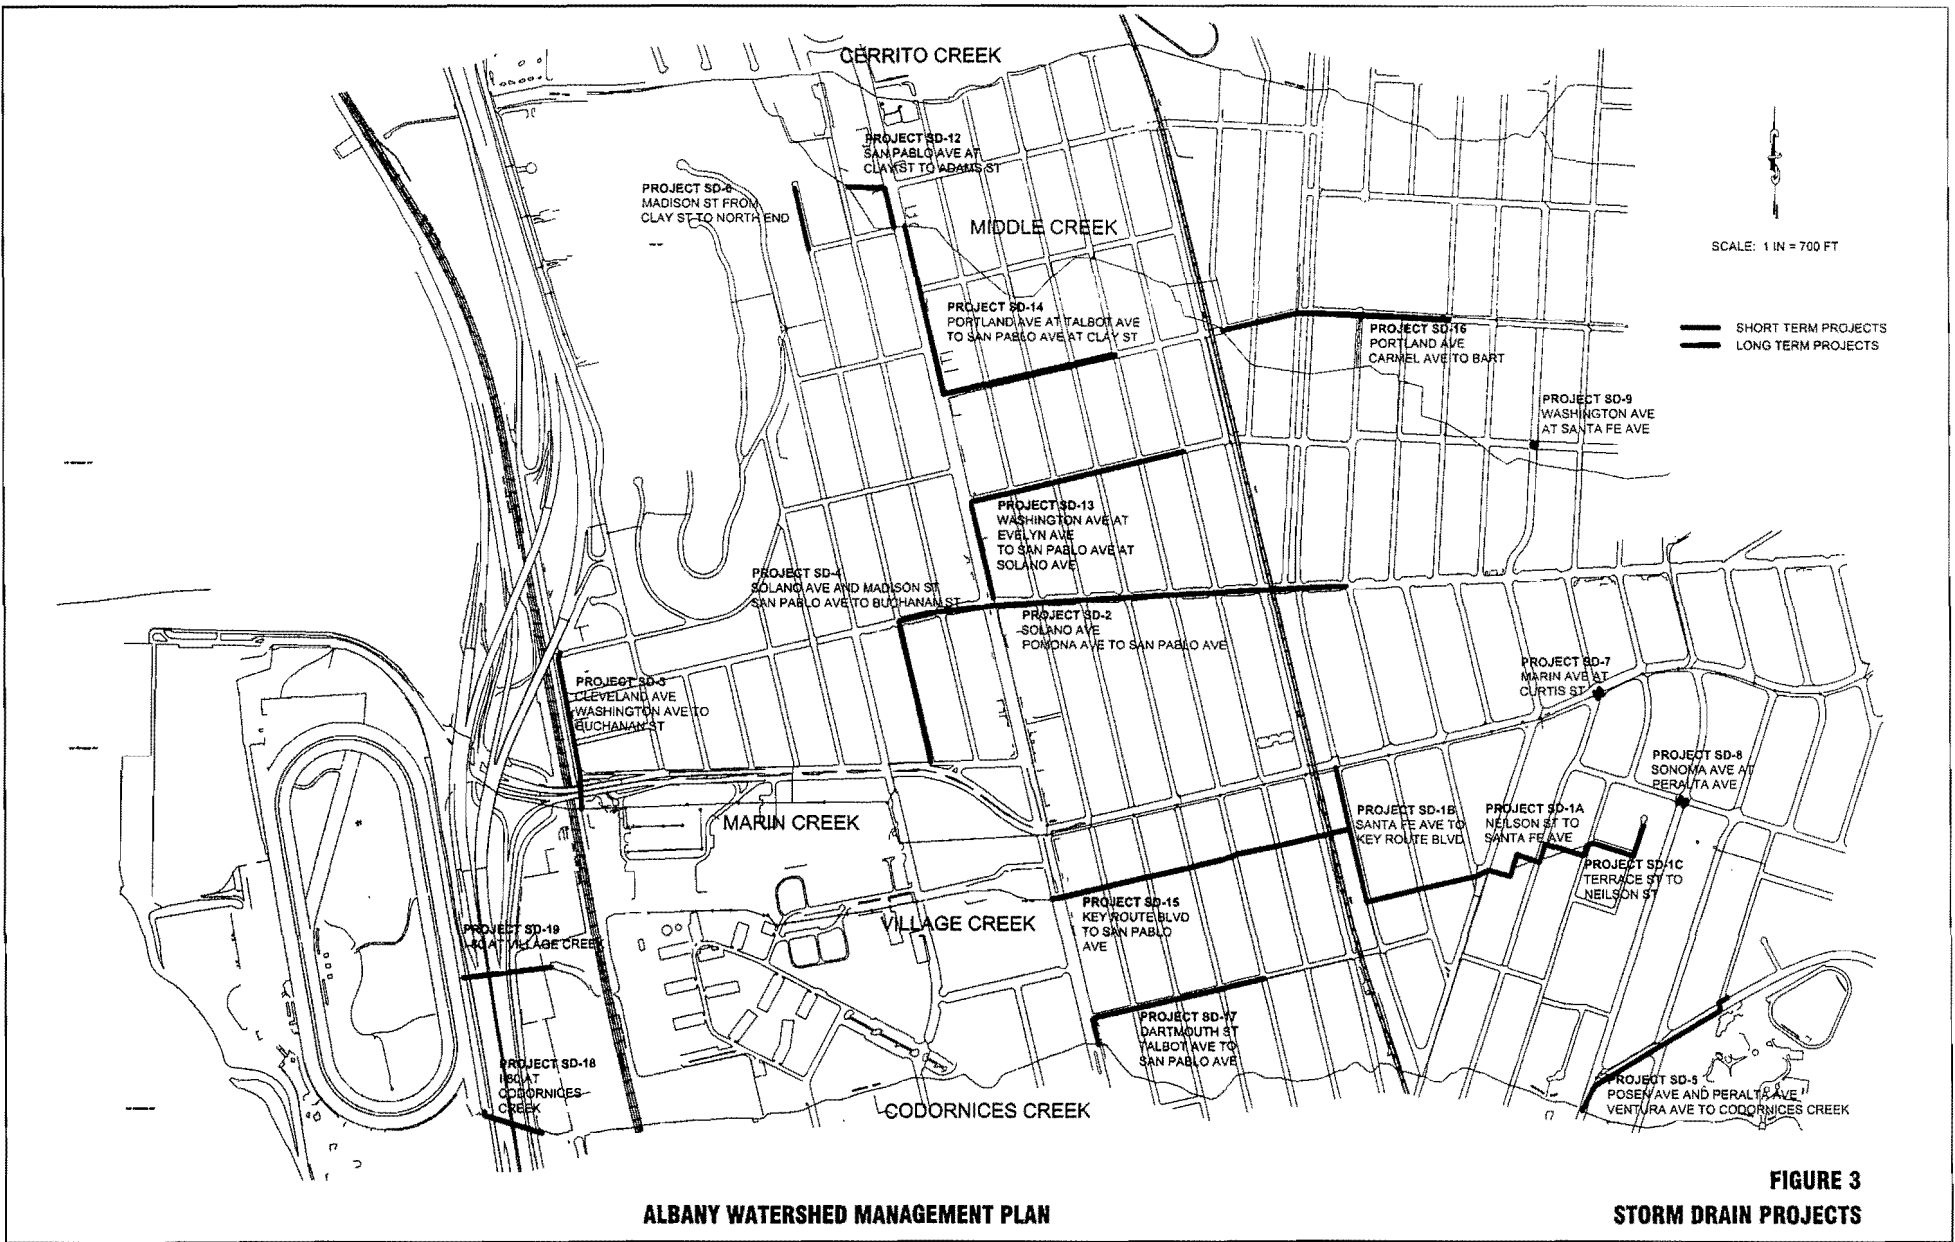 CERRITO CREEK
PROJECT SD-12
SAN PABLO AVE AT
CLAY ST TO ADAMS ST
PROJECT SD-6
MADISON ST FROM
CLAY ST TO NORTH END
MIDDLE CREEK
SCALE: 1 IN = 700 FT
PROJECT SD-14
PORTLAND AVE AT TALBOT AVE
TO SAN PABLO AVE AT CLAY ST
PROJECT SD-16
PORTLAND AVE
CARMEL AVE TO BART
SHORT TERM PROJECTS
LONG TERM PROJECTS
PROJECT SD-9
WASHINGTON AVE
AT SANTA FE AVE
PROJECT SD-13
WASHINGTON AVE AT
EVELYN AVE
TO SAN PABLO AVE AT
SOLANO AVE
PROJECT SD-4
SOLANO AVE AND MADISON ST
SAN PABLO AVE TO BUCHANAN ST
PROJECT SD-2
SOLANO AVE
POMONA AVE TO SAN PABLO AVE
PROJECT SD-3
CLEVELAND AVE
WASHINGTON AVE TO
BUCHANAN ST
PROJECT SD-7
MARIN AVE AT
CURTIS ST
PROJECT SD-8
SONOMA AVE AT
PERALTA AVE
MARIN CREEK
PROJECT SD-1B
SANTA FE AVE TO
KEY ROUTE BLVD
PROJECT SD-1A
NEILSON ST TO
SANTA FE AVE
PROJECT SD-1C
TERRACE ST TO
NEILSON ST
PROJECT SD-15
KEY ROUTE BLVD
TO SAN PABLO
AVE
VILLAGE CREEK
PROJECT SD-19
I-80 AT VILLAGE CREEK
PROJECT SD-17
DARTMOUTH ST
TALBOT AVE TO
SAN PABLO AVE
PROJECT SD-18
I-80 AT
CODORNICES
CREEK
CODORNICES CREEK
PROJECT SD-5
POSEN AVE AND PERALTA AVE
VENTURA AVE TO CODORNICES CREEK
FIGURE 3
ALBANY WATERSHED MANAGEMENT PLAN
STORM DRAIN PROJECTS